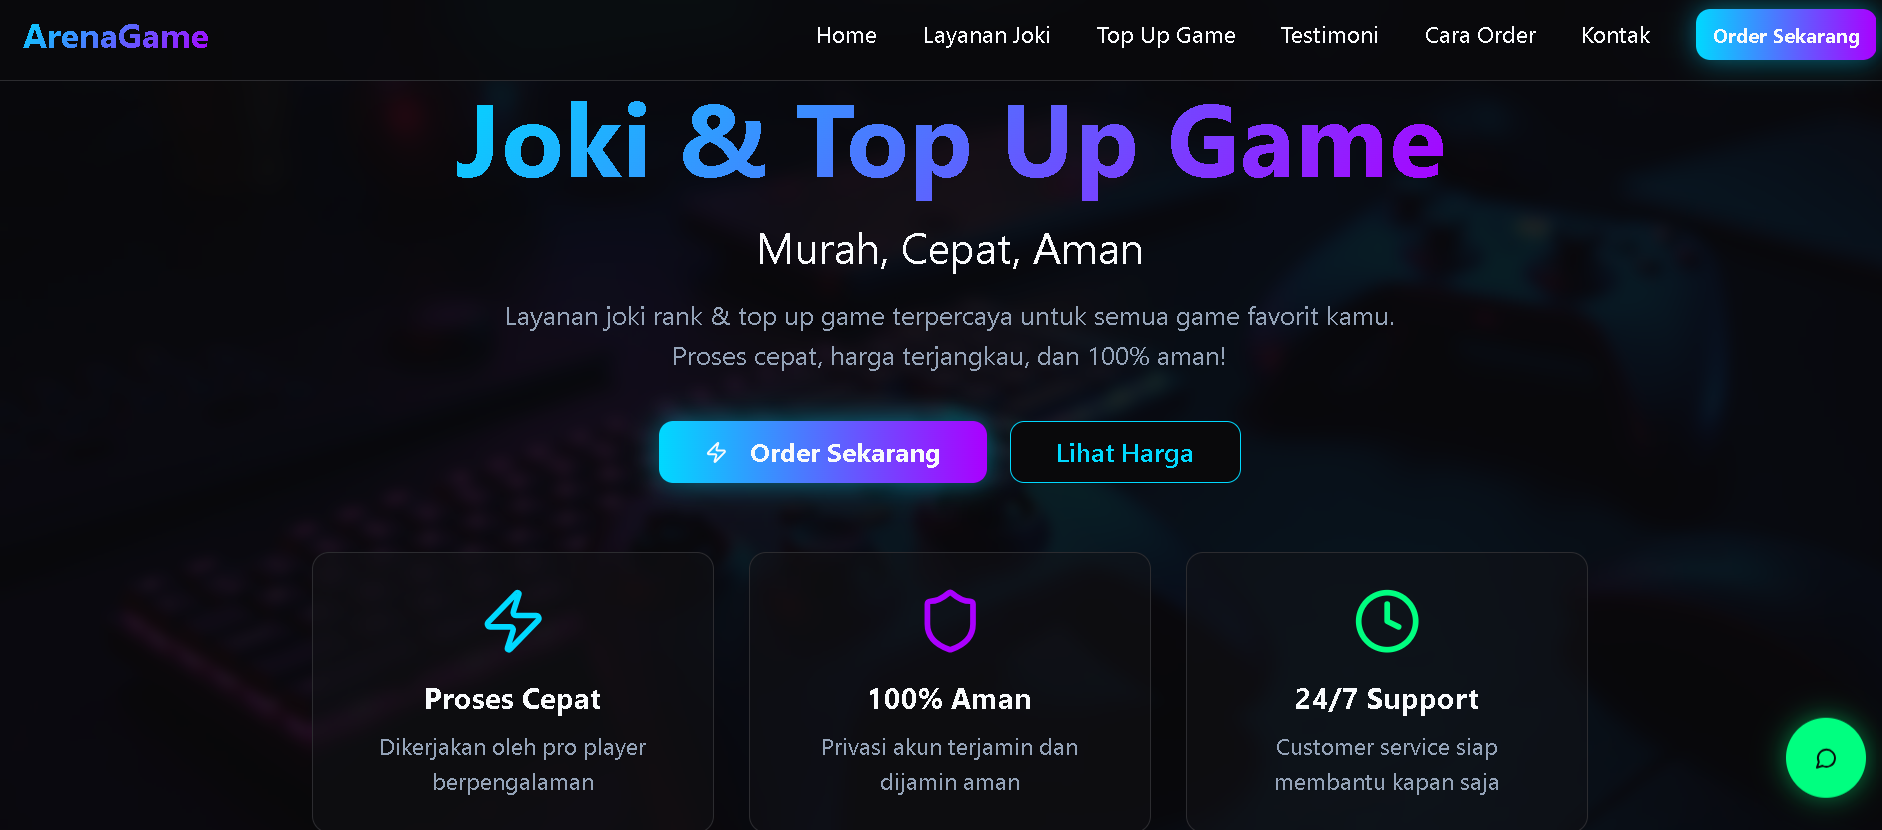 ArenaGame
Home
Layanan Joki
Top Up Game
Testimoni
Cara Order
Kontak
Order Sekarang
Joki & Top Up Game
Murah, Cepat, Aman
Layanan joki rank & top up game terpercaya untuk semua game favorit kamu.
Proses cepat, harga terjangkau, dan 100% aman!
Order Sekarang
Lihat Harga
Proses Cepat
Dikerjakan oleh pro player
berpengalaman
100% Aman
Privasi akun terjamin dan
dijamin aman
24/7 Support
Customer service siap
membantu kapan saja